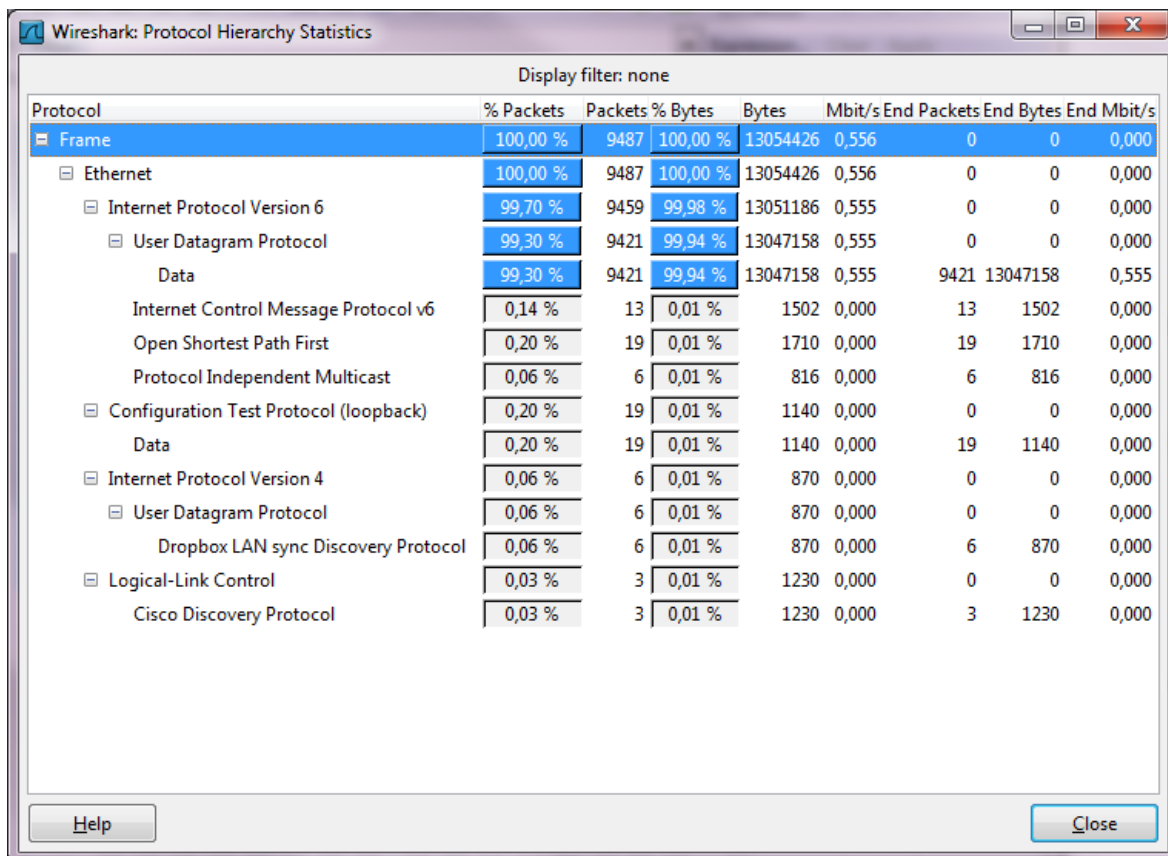 Wireshark: Protocol Hierarchy Statistics
Display filter: none
Protocol % Packets Packets % Bytes Bytes Mbit/s End Packets End Bytes End Mbit/s
Frame 100,00 % 9487 100,00 % 13054426 0,556 0 0 0,000
Ethernet 100,00 % 9487 100,00 % 13054426 0,556 0 0 0,000
Internet Protocol Version 6 99,70 % 9459 99,98 % 13051186 0,555 0 0 0,000
User Datagram Protocol 99,30 % 9421 99,94 % 13047158 0,555 0 0 0,000
Data 99,30 % 9421 99,94 % 13047158 0,555 9421 13047158 0,555
Internet Control Message Protocol v6 0,14 % 13 0,01 % 1502 0,000 13 1502 0,000
Open Shortest Path First 0,20 % 19 0,01 % 1710 0,000 19 1710 0,000
Protocol Independent Multicast 0,06 % 6 0,01 % 816 0,000 6 816 0,000
Configuration Test Protocol (loopback) 0,20 % 19 0,01 % 1140 0,000 0 0 0,000
Data 0,20 % 19 0,01 % 1140 0,000 19 1140 0,000
Internet Protocol Version 4 0,06 % 6 0,01 % 870 0,000 0 0 0,000
User Datagram Protocol 0,06 % 6 0,01 % 870 0,000 0 0 0,000
Dropbox LAN sync Discovery Protocol 0,06 % 6 0,01 % 870 0,000 6 870 0,000
Logical-Link Control 0,03 % 3 0,01 % 1230 0,000 0 0 0,000
Cisco Discovery Protocol 0,03 % 3 0,01 % 1230 0,000 3 1230 0,000
Help Close